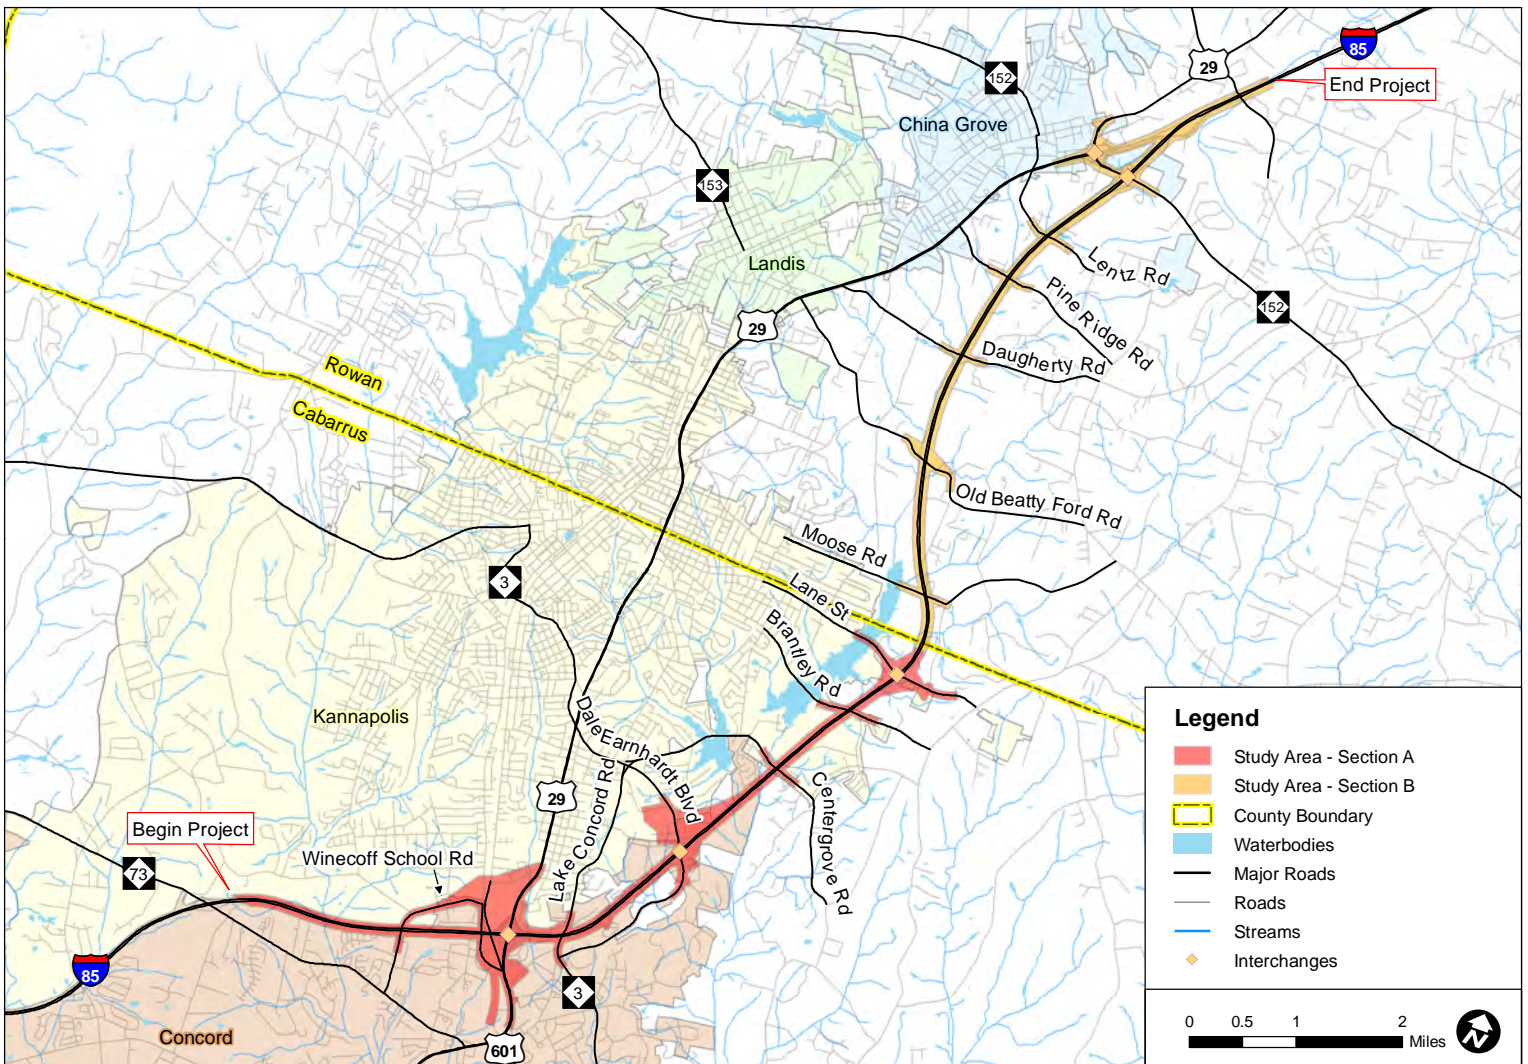 85
End Project
29
152
China Grove
153
Landis
Lentz Rd
Pine Ridge Rd
152
29
Daugherty Rd
Rowan
Cabarrus
Old Beatty Ford Rd
Moose Rd
3
Lane St
Brantley Rd
Kannapolis
Dale Earnhardt Blvd
29
Lake Concord Rd
Centergrove Rd
Begin Project
Winecoff School Rd
73
85
3
Concord
601
Legend
Study Area - Section A
Study Area - Section B
County Boundary
Waterbodies
Major Roads
Roads
Streams
Interchanges
0 0.5 1 2
Miles
N